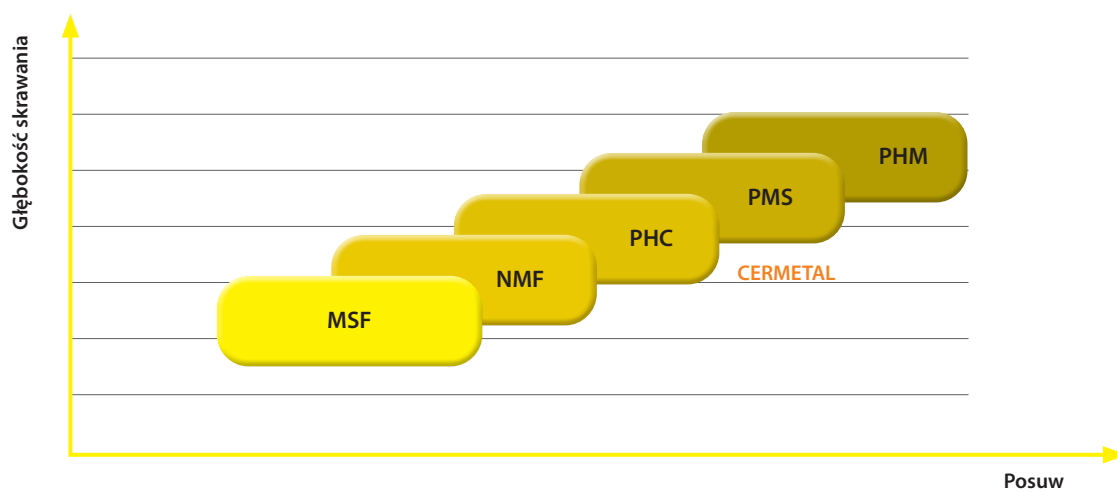 Głębokość skrawania
PHM
PMS
PHC
CERMETAL
NMF
MSF
Posuw